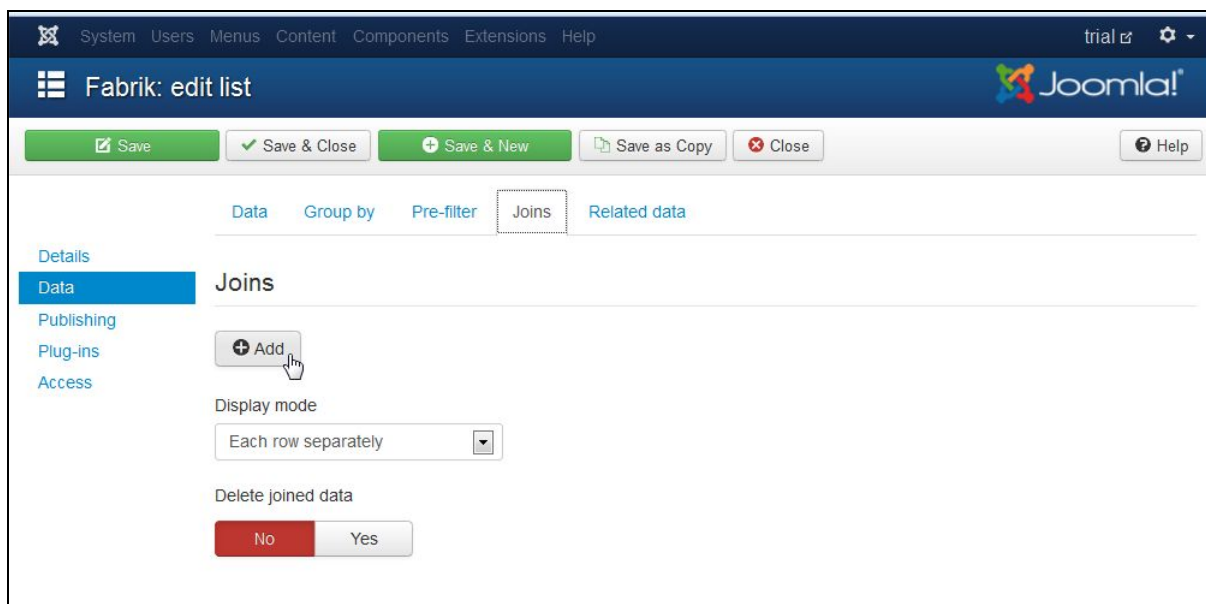 System Users Menus Content Components Extensions Help trial
Fabrik: edit list Joomla!
Save Save & Close Save & New Save as Copy Close Help
Data Group by Pre-filter Joins Related data
Details
Data
Publishing
Plug-ins
Access
Joins
Add
Display mode
Each row separately
Delete joined data
No Yes